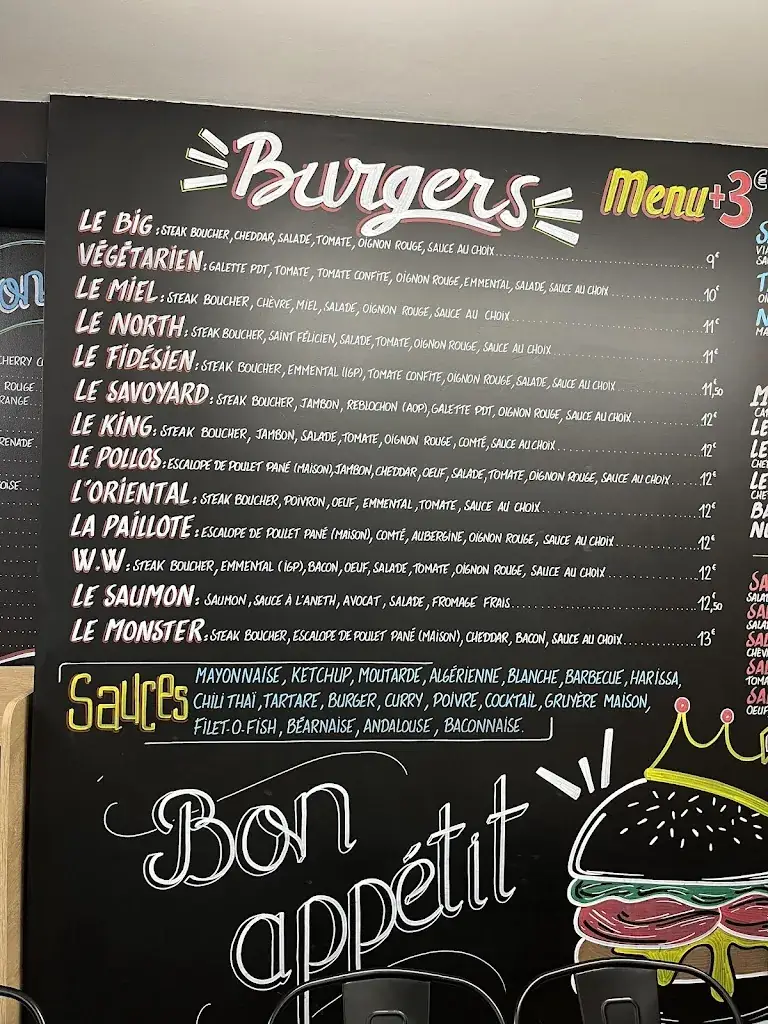 Burgers
Menu +3€
LE BIG : STEAK BOUCHER, CHEDDAR, SALADE, TOMATE, OIGNON ROUGE, SAUCE AU CHOIX 9€
VÉGÉTARIEN : GALETTE PDT, TOMATE, TOMATE CONFITE, OIGNON ROUGE, EMMENTAL, SALADE, SAUCE AU CHOIX 10€
LE MIEL : STEAK BOUCHER, CHÈVRE, MIEL, SALADE, OIGNON ROUGE, SAUCE AU CHOIX 11€
LE NORTH : STEAK BOUCHER, SAINT FÉLICIEN, SALADE, TOMATE, OIGNON ROUGE, SAUCE AU CHOIX 11€
LE FIDÉSIEN : STEAK BOUCHER, EMMENTAL (IGP), TOMATE CONFITE, OIGNON ROUGE, SALADE, SAUCE AU CHOIX 11,50
LE SAVOYARD : STEAK BOUCHER, JAMBON, REBLOCHON (AOP), GALETTE PDT, OIGNON ROUGE, SAUCE AU CHOIX 12€
LE KING : STEAK BOUCHER, JAMBON, SALADE, TOMATE, OIGNON ROUGE, COMTÉ, SAUCE AU CHOIX 12€
LE POLLOS : ESCALOPE DE POULET PANÉ (MAISON), JAMBON, CHEDDAR, OEUF, SALADE, TOMATE, OIGNON ROUGE, SAUCE AU CHOIX 12€
L'ORIENTAL : STEAK BOUCHER, POIVRON, OEUF, EMMENTAL, TOMATE, SAUCE AU CHOIX 12€
LA PAILLOTE : ESCALOPE DE POULET PANÉ (MAISON), COMTÉ, AUBERGINE, OIGNON ROUGE, SAUCE AU CHOIX 12€
W.W : STEAK BOUCHER, EMMENTAL (IGP), BACON, OEUF, SALADE, TOMATE, OIGNON ROUGE, SAUCE AU CHOIX 12€
LE SAUMON : SAUMON, SAUCE À L'ANETH, AVOCAT, SALADE, FROMAGE FRAIS 12,50
LE MONSTER : STEAK BOUCHER, ESCALOPE DE POULET PANÉ (MAISON), CHEDDAR, BACON, SAUCE AU CHOIX 13€
Sauces
MAYONNAISE, KETCHUP, MOUTARDE, ALGÉRIENNE, BLANCHE, BARBECUE, HARISSA,
CHILI THAÏ, TARTARE, BURGER, CURRY, POIVRE, COCKTAIL, GRUYÈRE MAISON,
FILET.O.FISH, BÉARNAISE, ANDALOUSE, BACONNAISE.
Bon
appétit
CHERRY
ROUGE